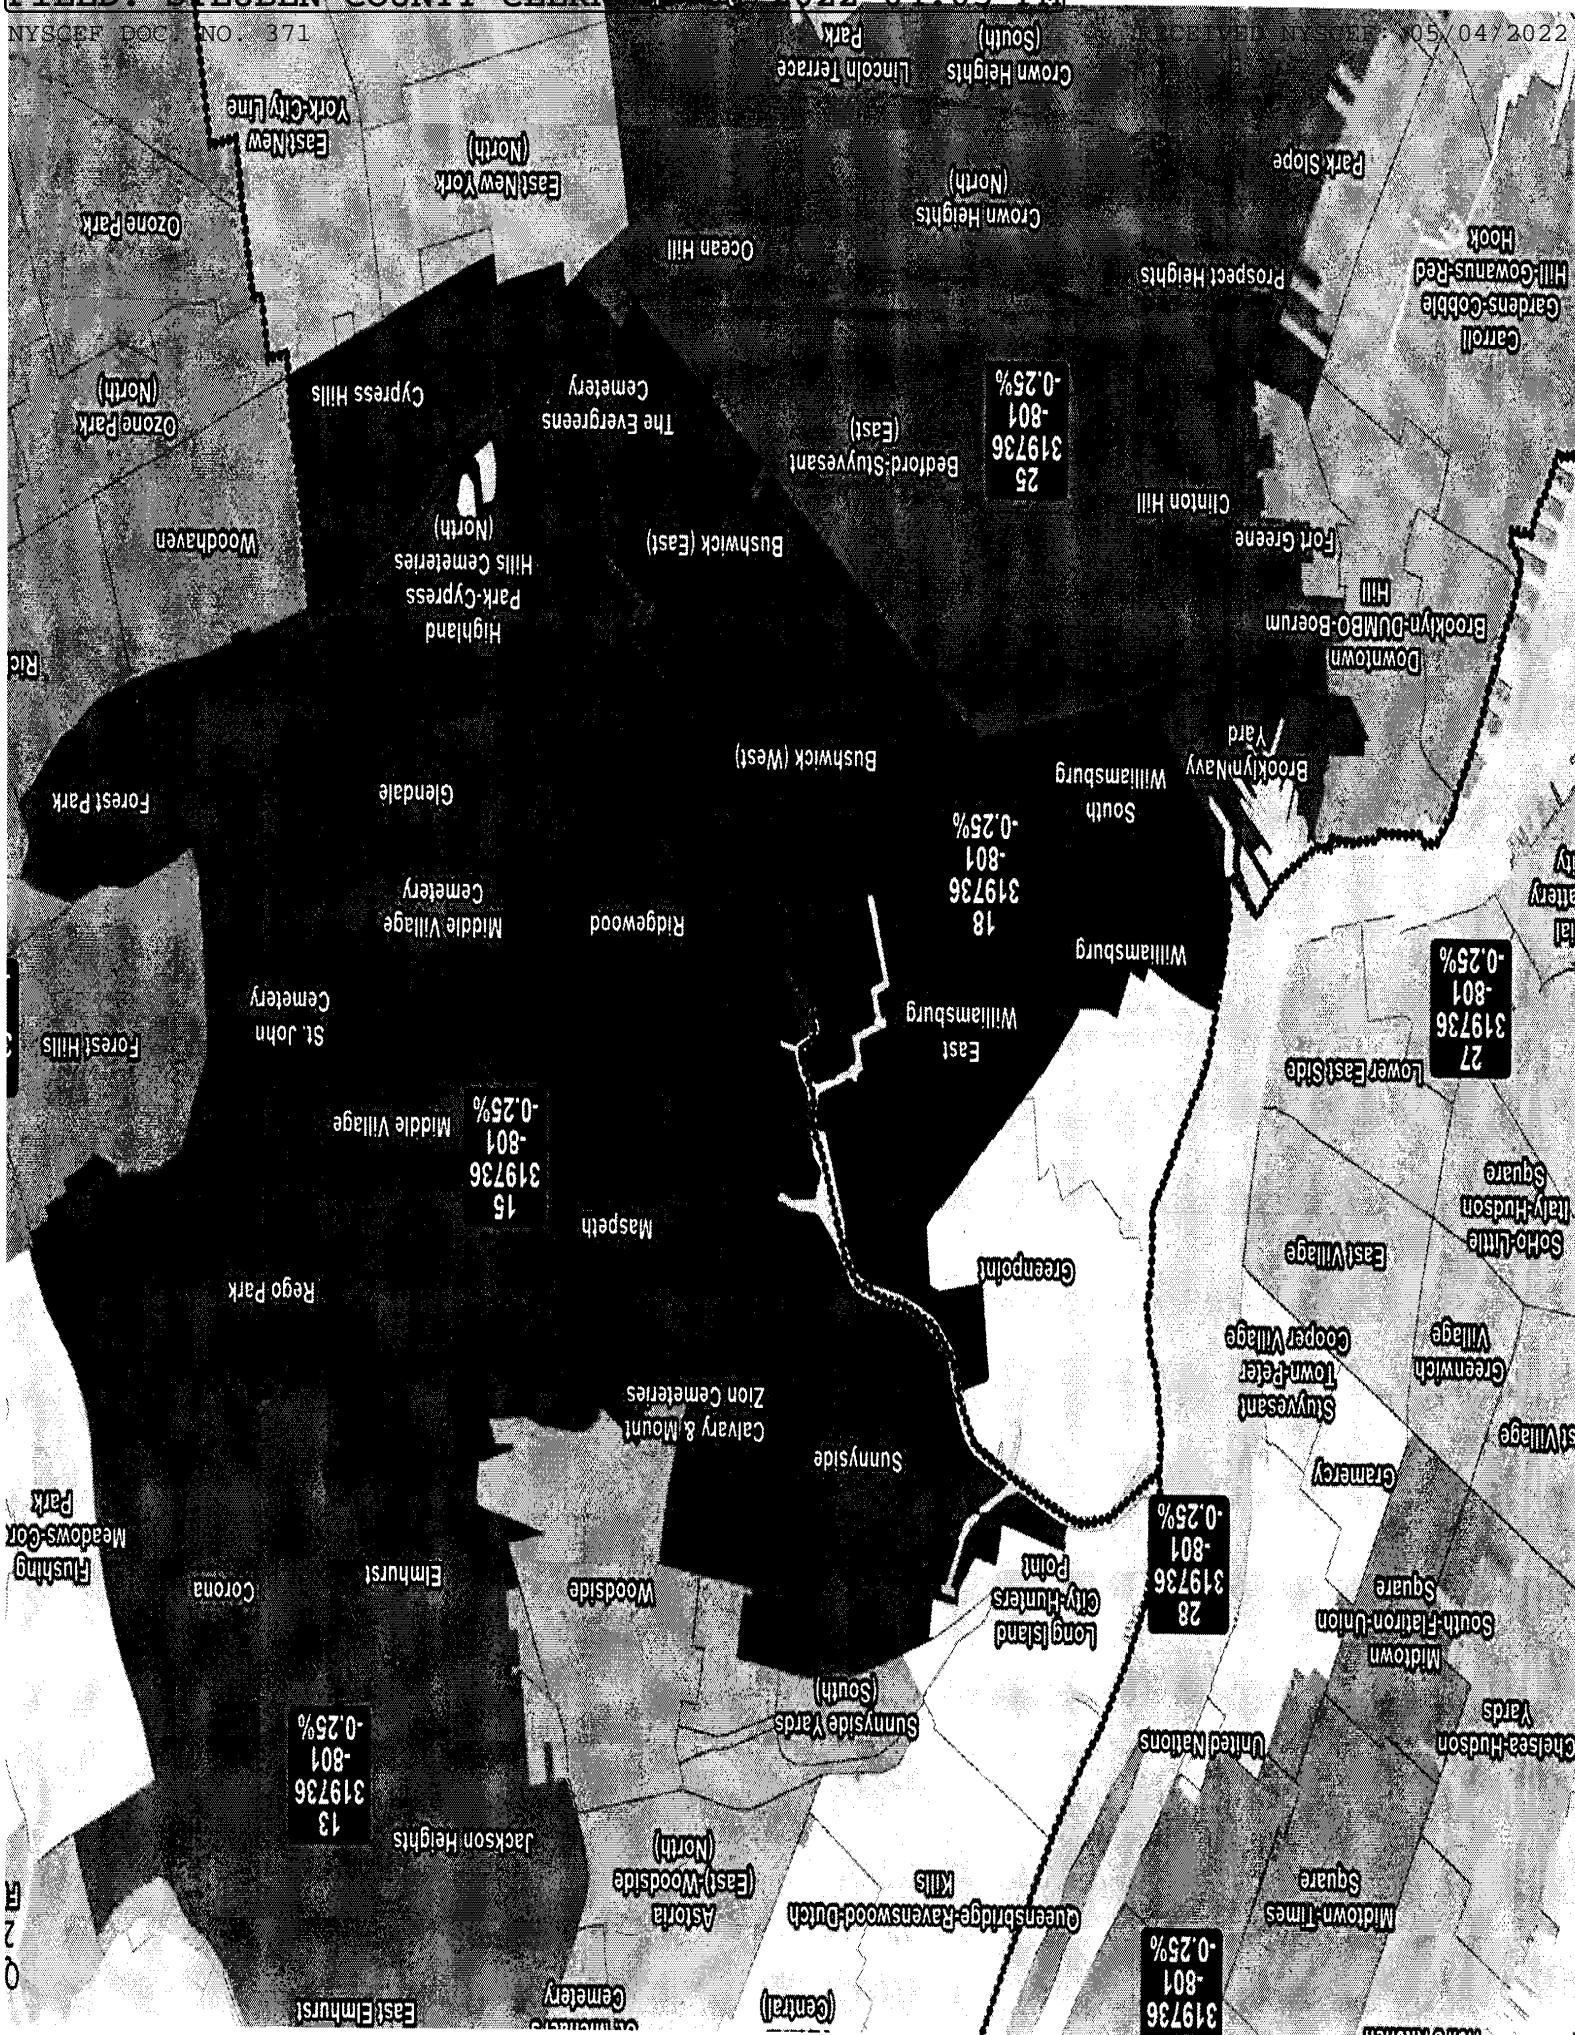 NYSCEF DOC. NO. 371
RECEIVED NYSCEF: 05/04/2022
319736
-801
-0.25%
(Central)
Cemetery
East Elmhurst
Midtown-Times
Square
Queensbridge-Ravenswood-Dutch
Kills
Astoria
(East)-Woodside
(North)
Jackson Heights
13
319736
-801
-0.25%
Chelsea-Hudson
Yards
United Nations
Sunnyside Yards
(South)
Midtown
South-Flatiron-Union
Square
28
319736
-801
-0.25%
Long Island
City-Hunters
Point
Woodside
Elmhurst
Corona
Flushing
Meadows-Cor
Park
Gramercy
Sunnyside
Calvary & Mount
Zion Cemeteries
st Village
Greenwich
Village
Stuyvesant
Town-Peter
Cooper Village
Greenpoint
Rego Park
SoHo-Little
Italy-Hudson
Square
East Village
Maspeth
15
319736
-801
-0.25%
Middle Village
27
319736
-801
-0.25%
Lower East Side
East
Williamsburg
St. John
Cemetery
Forest Hills
Williamsburg
18
319736
-801
-0.25%
Ridgewood
Middle Village
Cemetery
South
Williamsburg
Brooklyn Navy
Yard
Bushwick (West)
Glendale
Forest Park
Downtown
Brooklyn-DUMBO-Boerum
Hill
Highland
Park-Cypress
Hills Cemeteries
(North)
Ric
Fort Greene
Clinton Hill
Bushwick (East)
Woodhaven
25
319736
-801
-0.25%
Bedford-Stuyvesant
(East)
The Evergreens
Cemetery
Cypress Hills
Ozone Park
(North)
Carroll
Gardens-Cobble
Hill-Gowanus-Red
Hook
Prospect Heights
Ocean Hill
Crown Heights
(North)
East New York
(North)
Ozone Park
Park Slope
East New
York-City Line
Crown Heights
(South)
Lincoln Terrace
Park